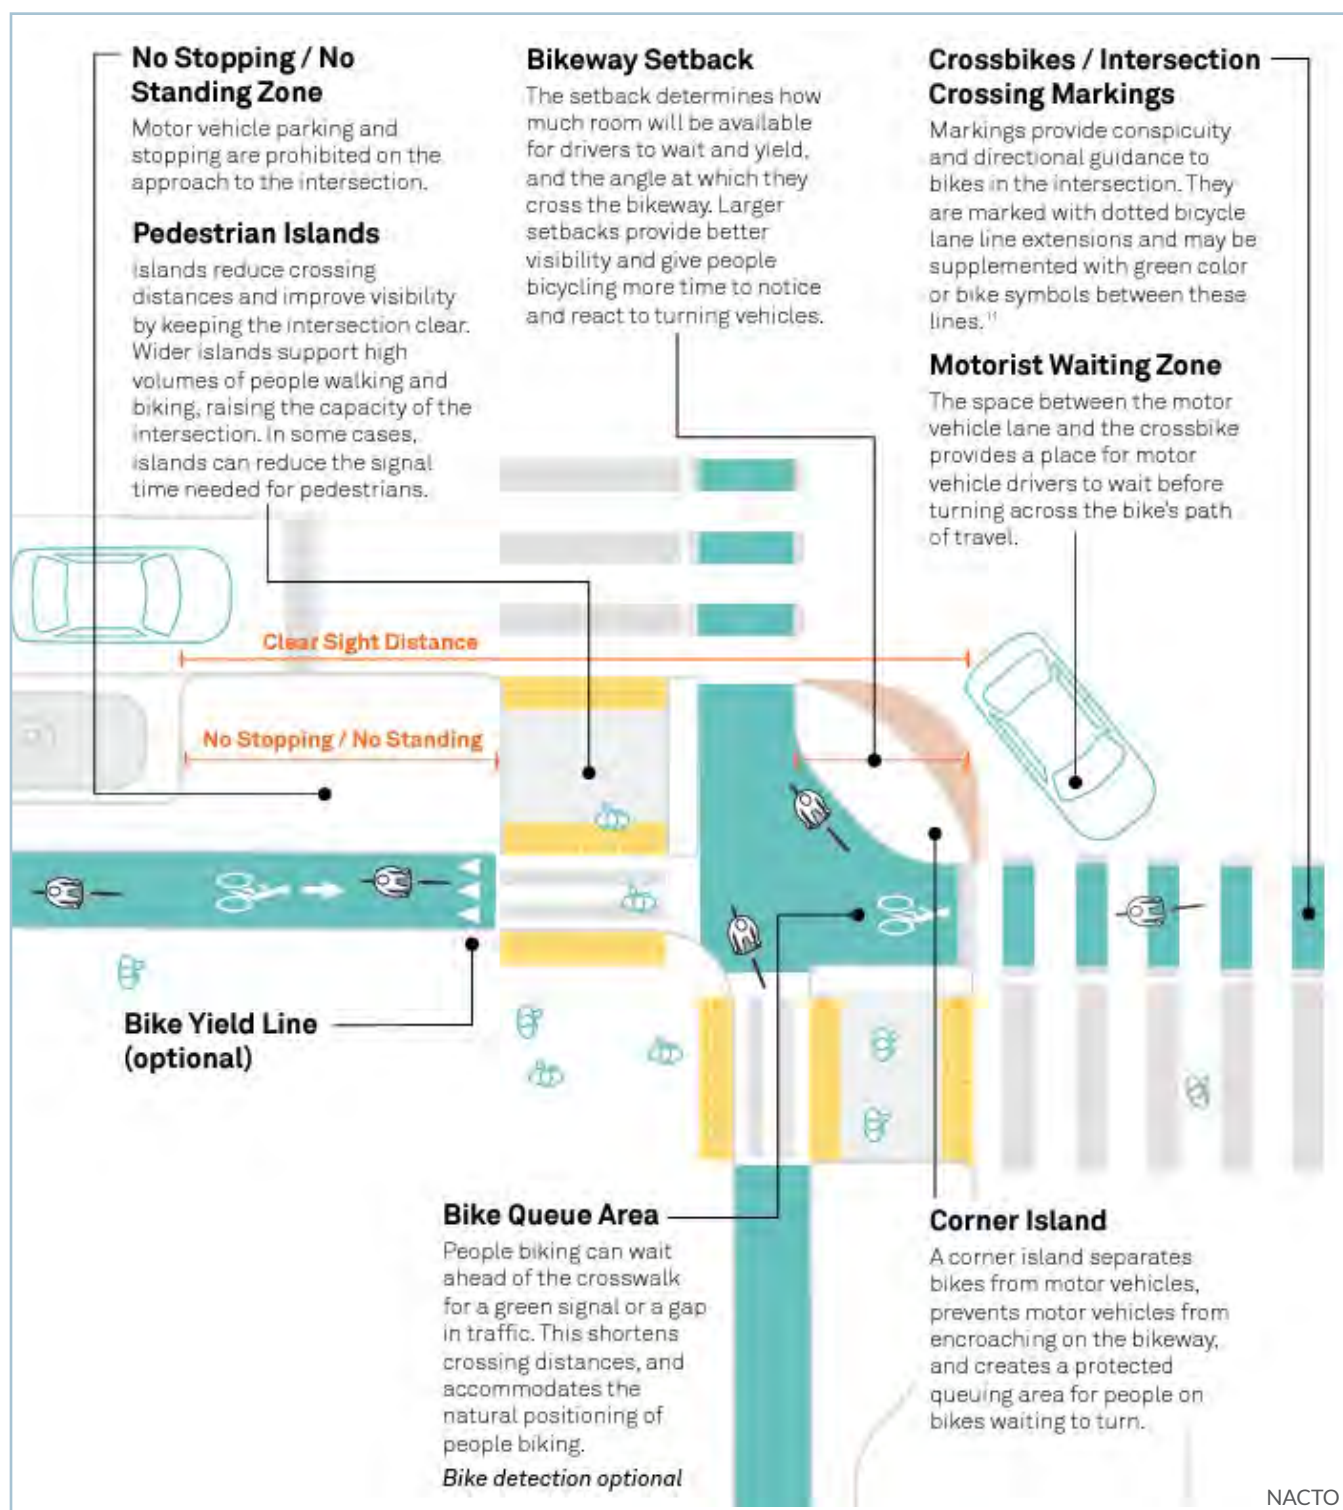 No Stopping / No
Standing Zone
Motor vehicle parking and
stopping are prohibited on the
approach to the intersection.
Pedestrian Islands
Islands reduce crossing
distances and improve visibility
by keeping the intersection clear.
Wider islands support high
volumes of people walking and
biking, raising the capacity of the
intersection. In some cases,
islands can reduce the signal
time needed for pedestrians.
Bikeway Setback
The setback determines how
much room will be available
for drivers to wait and yield,
and the angle at which they
cross the bikeway. Larger
setbacks provide better
visibility and give people
bicycling more time to notice
and react to turning vehicles.
Crossbikes / Intersection
Crossing Markings
Markings provide conspicuity
and directional guidance to
bikes in the intersection. They
are marked with dotted bicycle
lane line extensions and may be
supplemented with green color
or bike symbols between these
lines.
Motorist Waiting Zone
The space between the motor
vehicle lane and the crossbike
provides a place for motor
vehicle drivers to wait before
turning across the bike's path
of travel.
Clear Sight Distance
No Stopping / No Standing
Bike Yield Line
(optional)
Bike Queue Area
People biking can wait
ahead of the crosswalk
for a green signal or a gap
in traffic. This shortens
crossing distances, and
accommodates the
natural positioning of
people biking.
Bike detection optional
Corner Island
A corner island separates
bikes from motor vehicles,
prevents motor vehicles from
encroaching on the bikeway,
and creates a protected
queuing area for people on
bikes waiting to turn.
NACTO